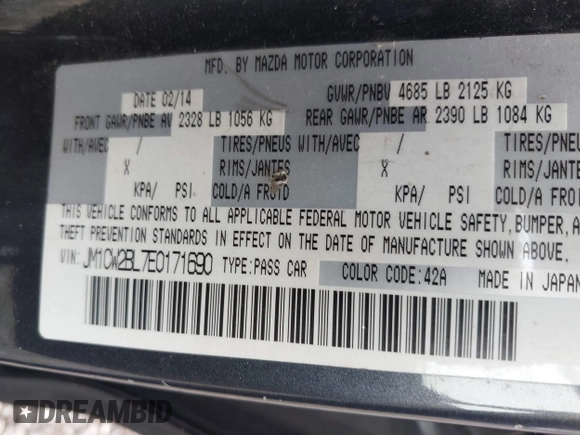 MFD. BY MAZDA MOTOR CORPORATION
DATE 02/14 GVWR/PNBV 4685 LB 2125 KG
FRONT GAWR/PNBE AV 2328 LB 1056 KG REAR GAWR/PNBE AR 2390 LB 1084 KG
WITH/AVEC / TIRES/PNEUS WITH/AVEC / TIRES/PNEUS
X RIMS/JANTES X RIMS/JANTES
KPA/ PSI COLD/A FROID KPA/ PSI COLD/A FROID
THIS VEHICLE CONFORMS TO ALL APPLICABLE FEDERAL MOTOR VEHICLE SAFETY, BUMPER, A
THEFT PREVENTION STANDARDS IN EFFECT ON THE DATE OF MANUFACTURE SHOWN ABOVE.
VIN: JM1CW2BL7E0171690 TYPE:PASS CAR COLOR CODE:42A MADE IN JAPAN
DREAMBID